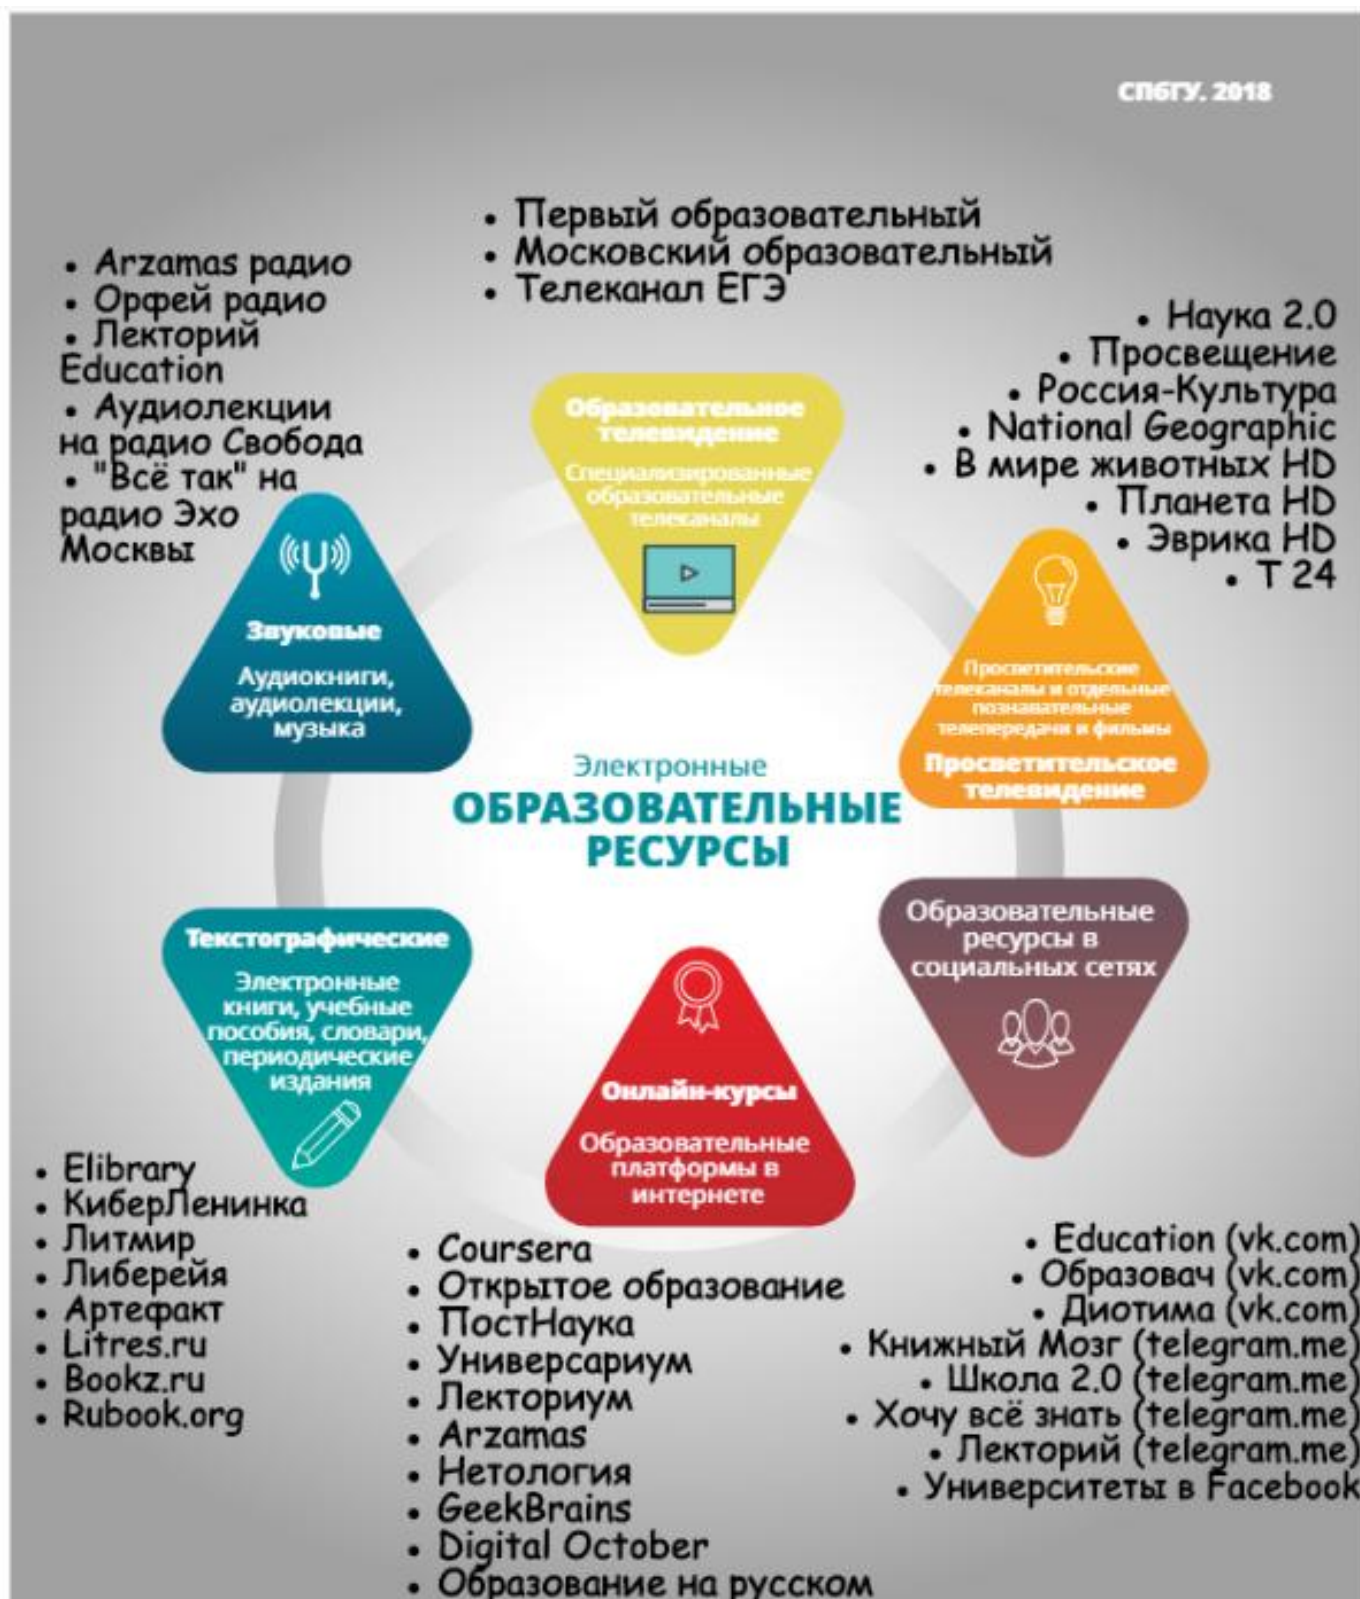 СПбГУ. 2018
• Первый образовательный
• Московский образовательный
• Телеканал ЕГЭ
• Arzamas радио
• Орфей радио
• Лекторий
Education
• Аудиолекции
на радио Свобода
• "Всё так" на
радио Эхо
Москвы
• Наука 2.0
• Просвещение
• Россия-Культура
• National Geographic
• В мире животных HD
• Планета HD
• Эврика HD
• Т 24
Образовательное
телевидение
Специализированные
образовательные
телеканалы
Звуковые
Аудиокниги,
аудиолекции,
музыка
Просветительские
телеканалы и отдельные
познавательные
телепередачи и фильмы
Просветительское
телевидение
Электронные
ОБРАЗОВАТЕЛЬНЫЕ
РЕСУРСЫ
Текстографические
Электронные
книги, учебные
пособия, словари,
периодические
издания
Образовательные
ресурсы в
социальных сетях
Онлайн-курсы
Образовательные
платформы в
интернете
• Elibrary
• КиберЛенинка
• Литмир
• Либерейя
• Артефакт
• Litres.ru
• Bookz.ru
• Rubook.org
• Coursera
• Открытое образование
• ПостНаука
• Универсариум
• Лекториум
• Arzamas
• Нетология
• GeekBrains
• Digital October
• Образование на русском
• Education (vk.com)
• Образовач (vk.com)
• Диотима (vk.com)
• Книжный Мозг (telegram.me)
• Школа 2.0 (telegram.me)
• Хочу всё знать (telegram.me)
• Лекторий (telegram.me)
• Университеты в Facebook